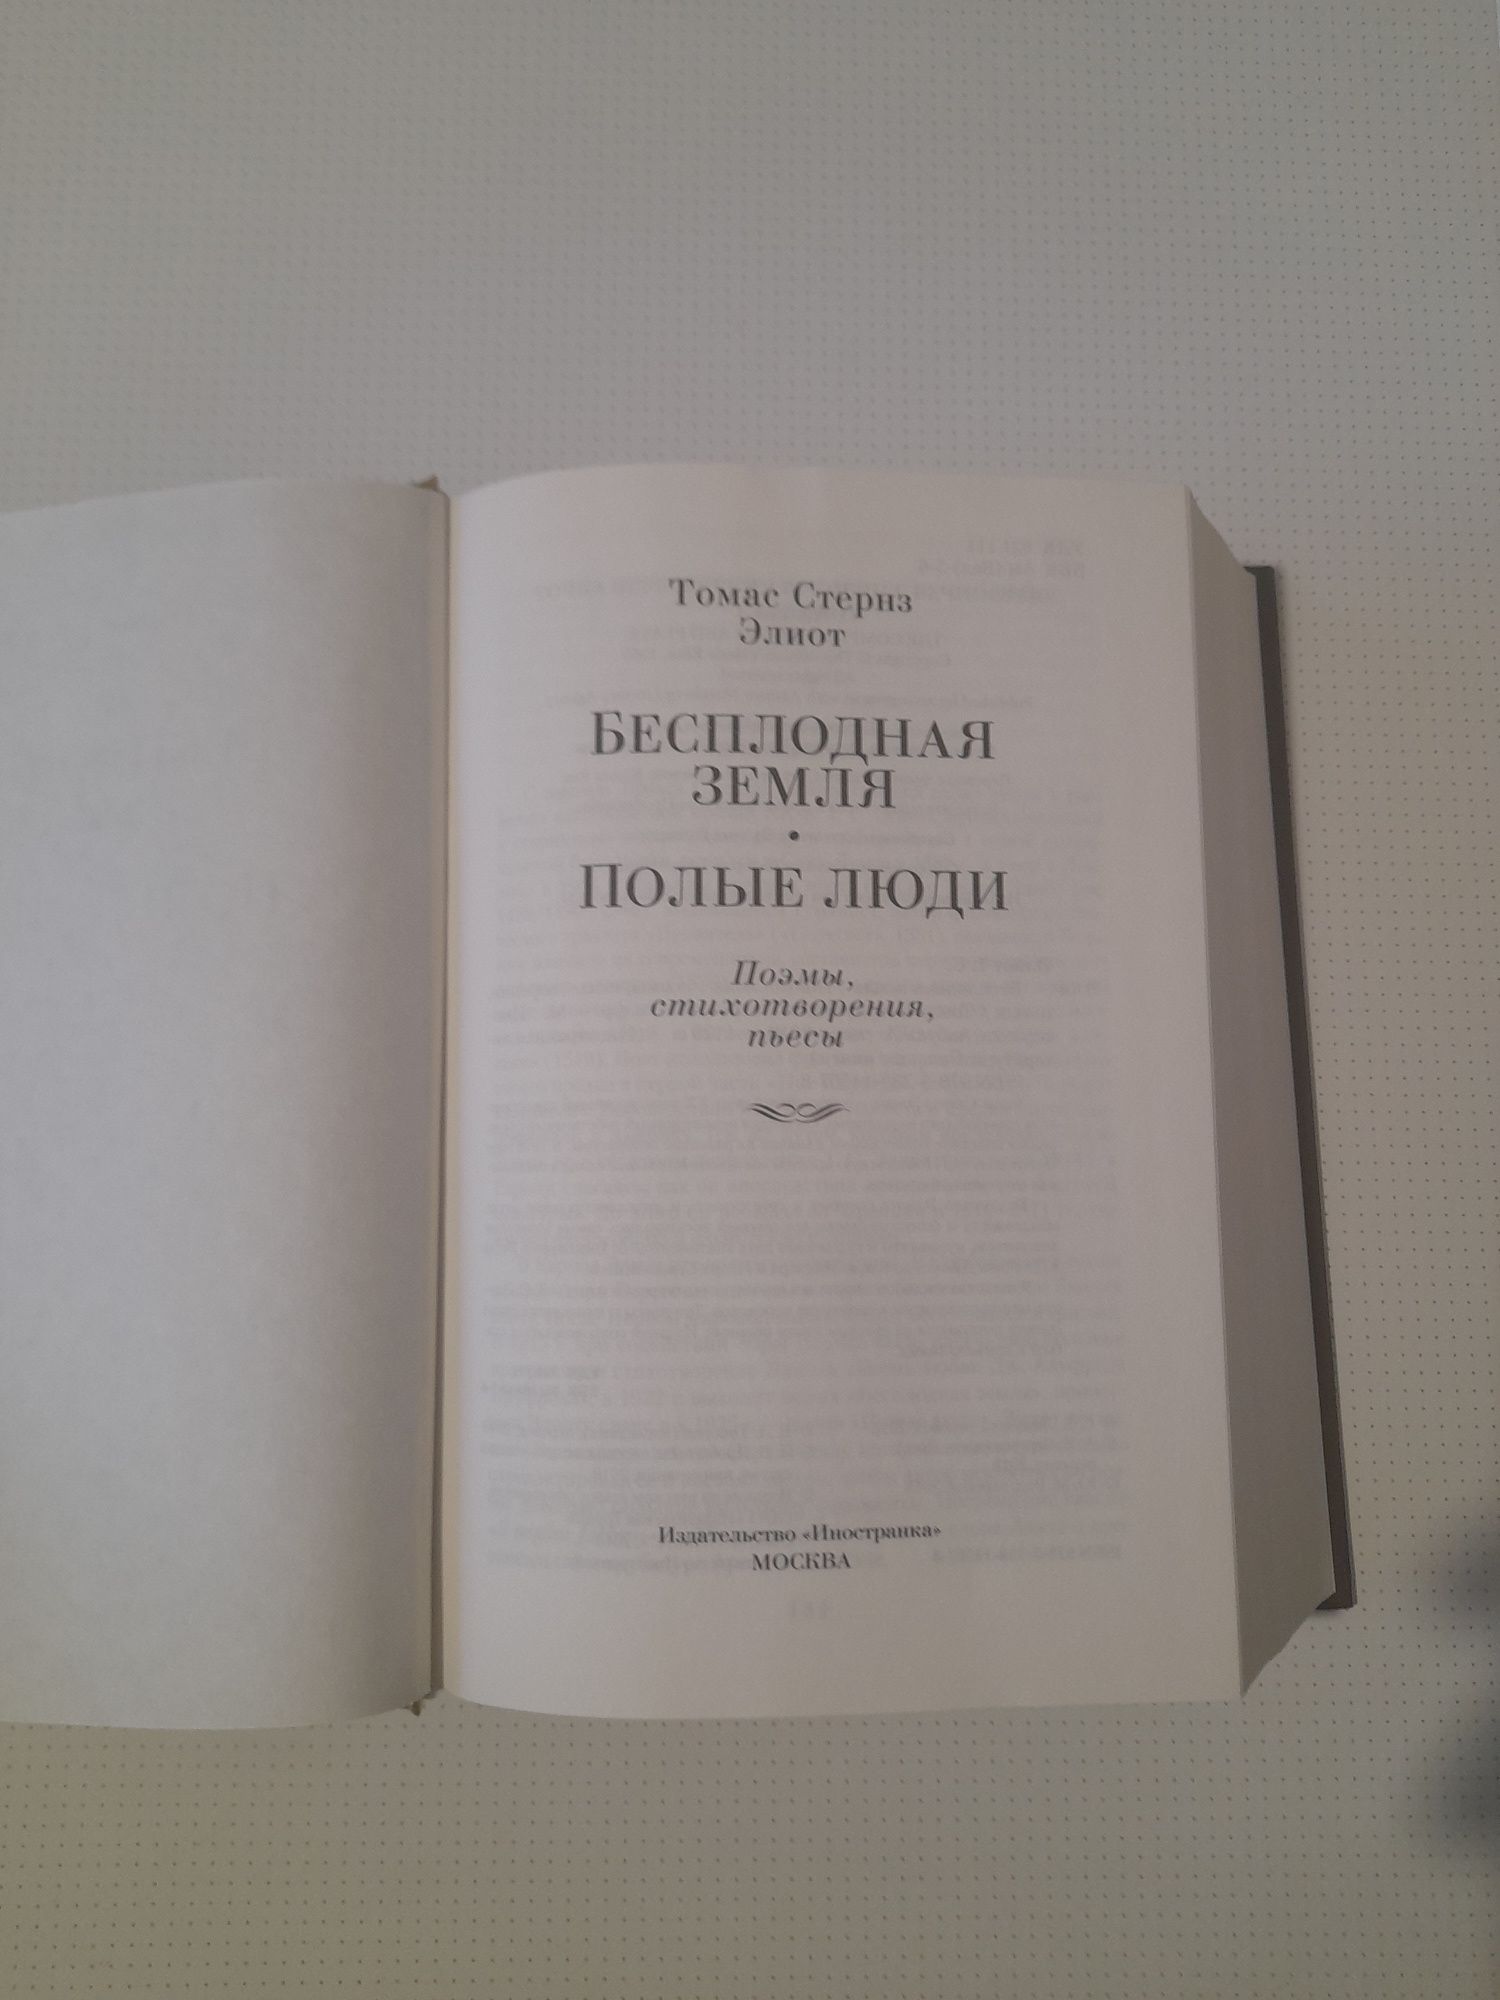 Томас Стернз
Элиот
БЕСПЛОДНАЯ
ЗЕМЛЯ
•
ПОЛЫЕ ЛЮДИ
Поэмы,
стихотворения,
пьесы
Издательство «Иностранка»
МОСКВА